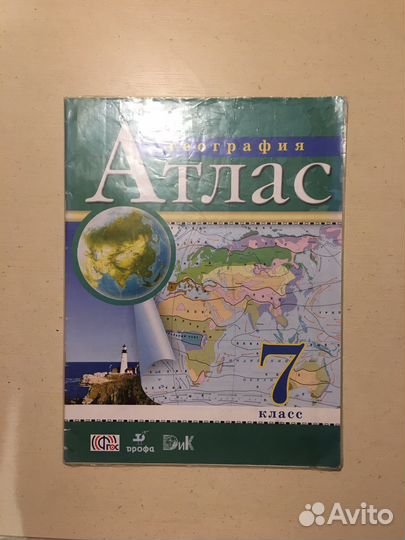 География
Атлас
7
класс
дрофа
ДиК
Avito